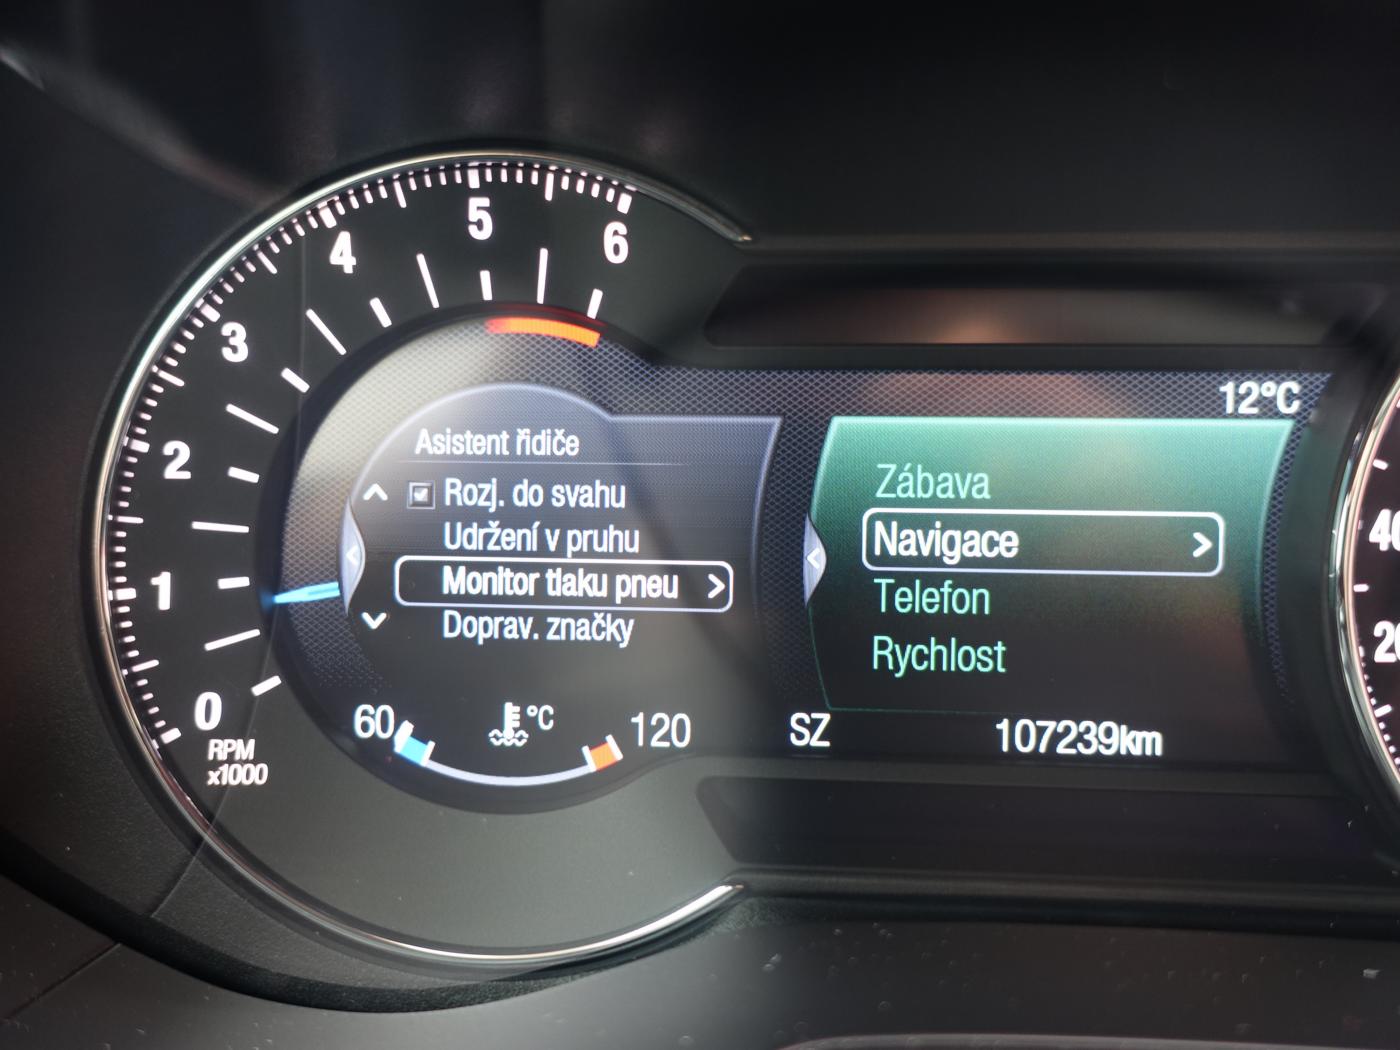 6
5
4
3
2
1
0
RPM
x1000
Asistent řidiče
Rozj. do svahu
Udržení v pruhu
Monitor tlaku pneu
Doprav. značky
60
°C
120
12°C
Zábava
Navigace
Telefon
Rychlost
SZ
107239km